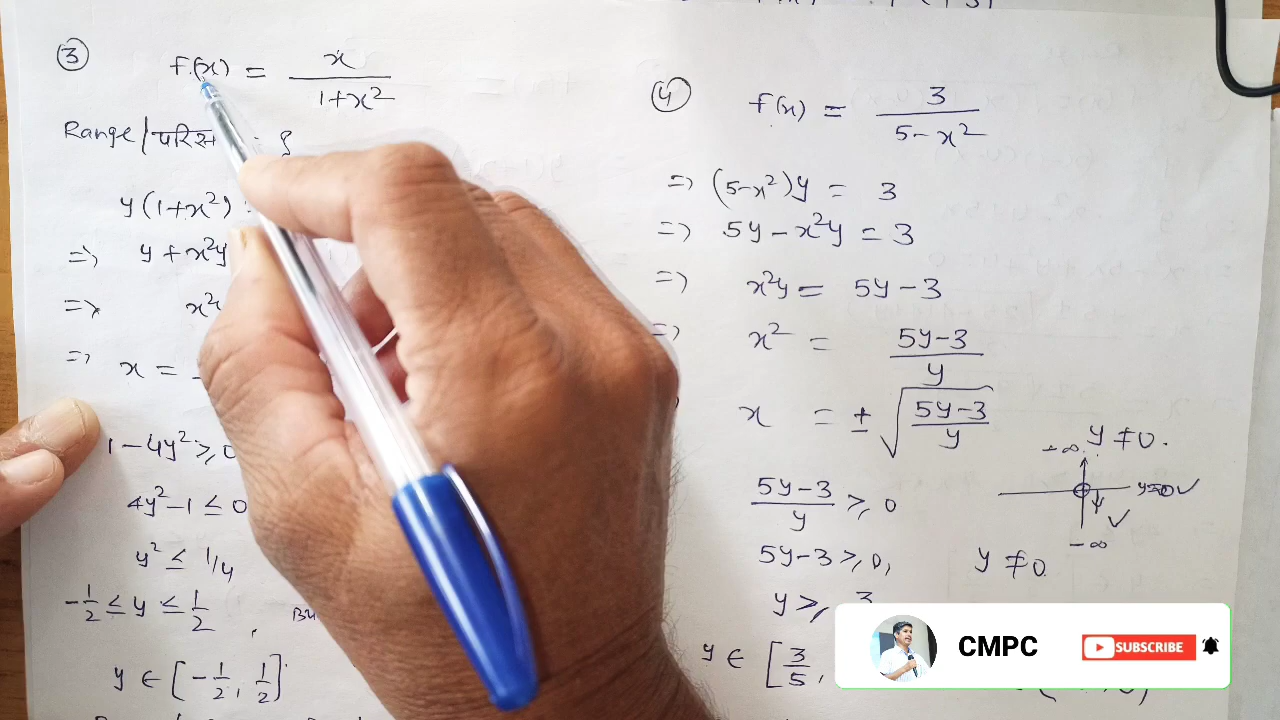 ③ f(x) = x / 1+x²
Range/परिस = {
y(1+x²)
=> y + x²y
=>
=> x =
1 - 4y² ≥ 0
4y² - 1 ≤ 0
y² ≤ 1/4
-1/2 ≤ y ≤ 1/2 ,
y ∈ [-1/2, 1/2]
④ f(x) = 3 / 5-x²
=> (5-x²)y = 3
=> 5y - x²y = 3
=> x²y = 5y - 3
=> x² = 5y-3 / y
x = ± √(5y-3 / y)
y ≠ 0.
+∞
-∞
5y-3 / y ≥ 0
5y-3 ≥ 0,
y ≠ 0
y ≥ 3
y ∈ [3/5,
CMPC
SUBSCRIBE